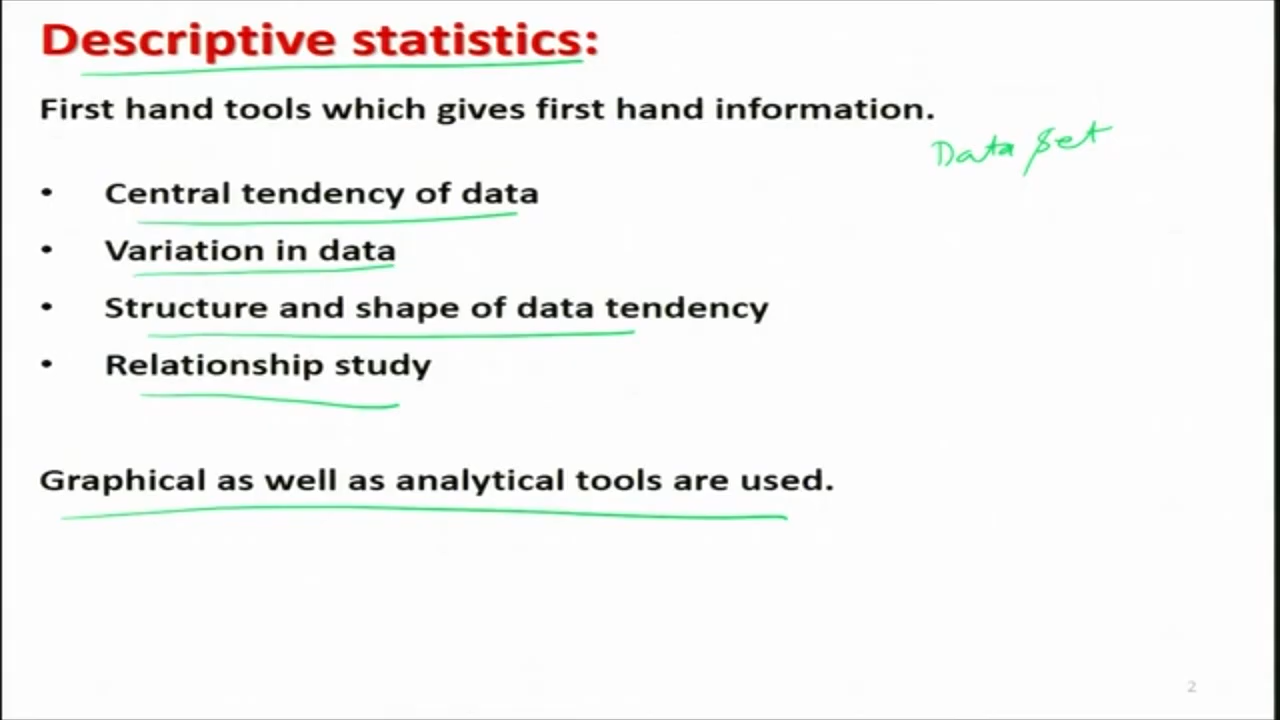 Descriptive statistics:
First hand tools which gives first hand information.
Data set
• Central tendency of data
• Variation in data
• Structure and shape of data tendency
• Relationship study
Graphical as well as analytical tools are used.
2